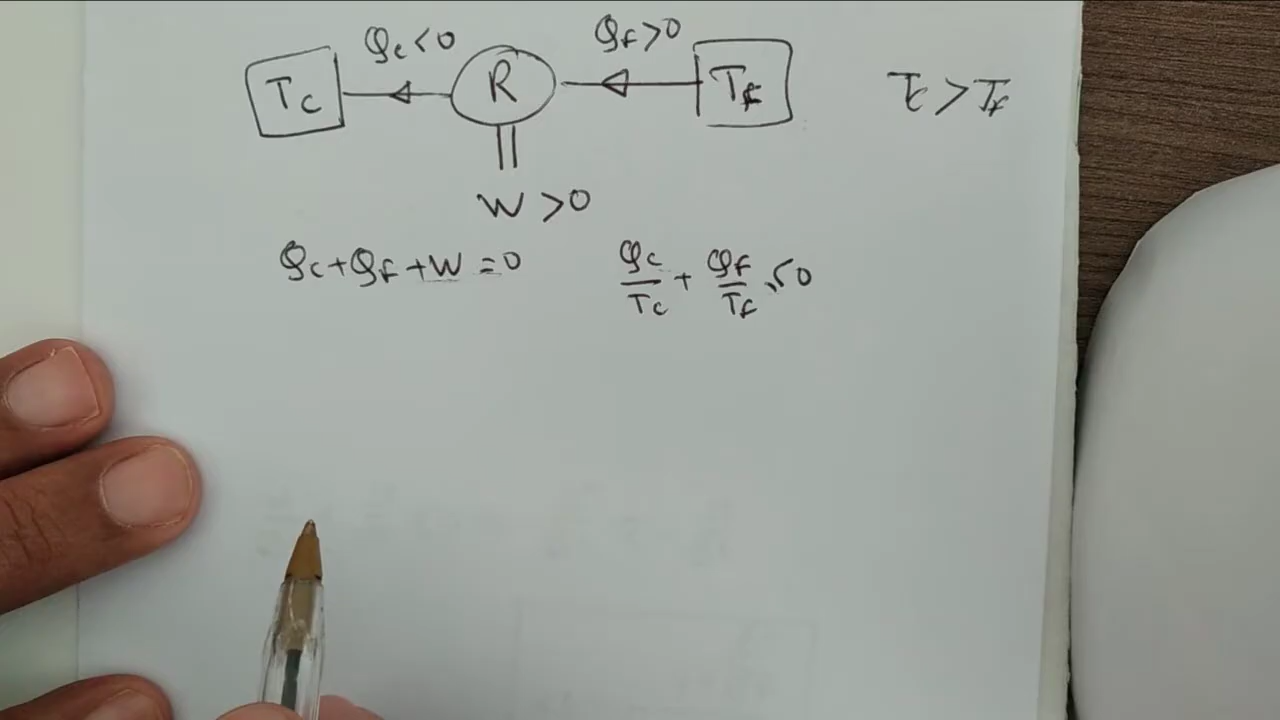 Qc<0 Qf>0
Tc R Tf Tc > Tf
W >0
Qc+Qf+W=0 Qc/Tc + Qf/Tf ≤0